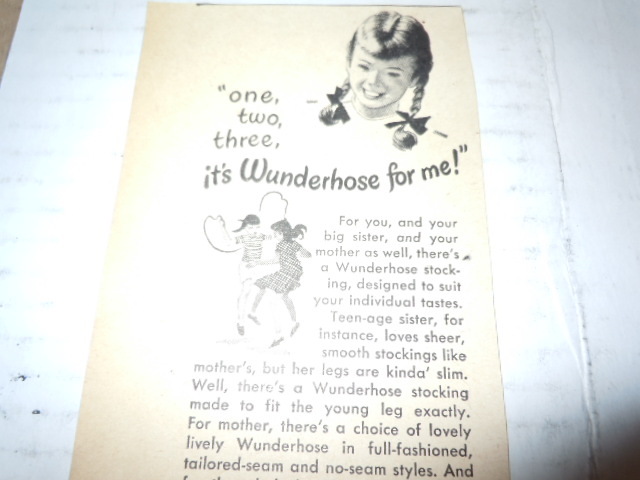 "one,
two,
three,
it's Wunderhose for me!"
For you, and your
big sister, and your
mother as well, there's
a Wunderhose stock-
ing, designed to suit
your individual tastes.
Teen-age sister, for
instance, loves sheer,
smooth stockings like
mother's, but her legs are kinda' slim.
Well, there's a Wunderhose stocking
made to fit the young leg exactly.
For mother, there's a choice of lovely
lively Wunderhose in full-fashioned,
tailored-seam and no-seam styles. And